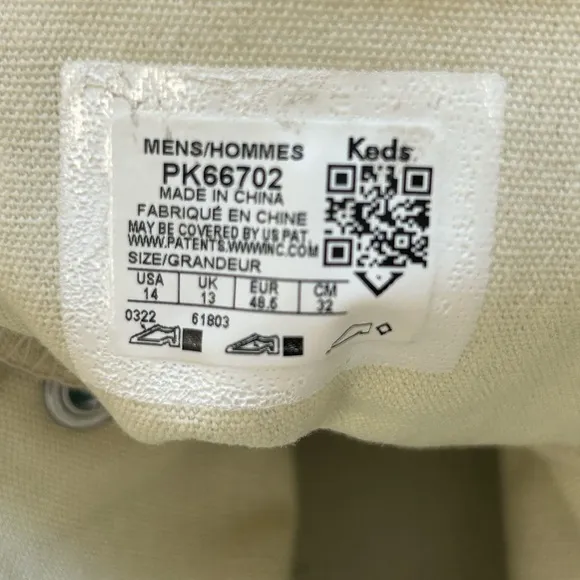 MENS/HOMMES
Keds
PK66702
MADE IN CHINA
FABRIQUÉ EN CHINE
MAY BE COVERED BY US PAT.
WWW.PATENTS.WWWINC.COM
SIZE/GRANDEUR
USA UK EUR CM
14 13 48.5 32
0322 61803